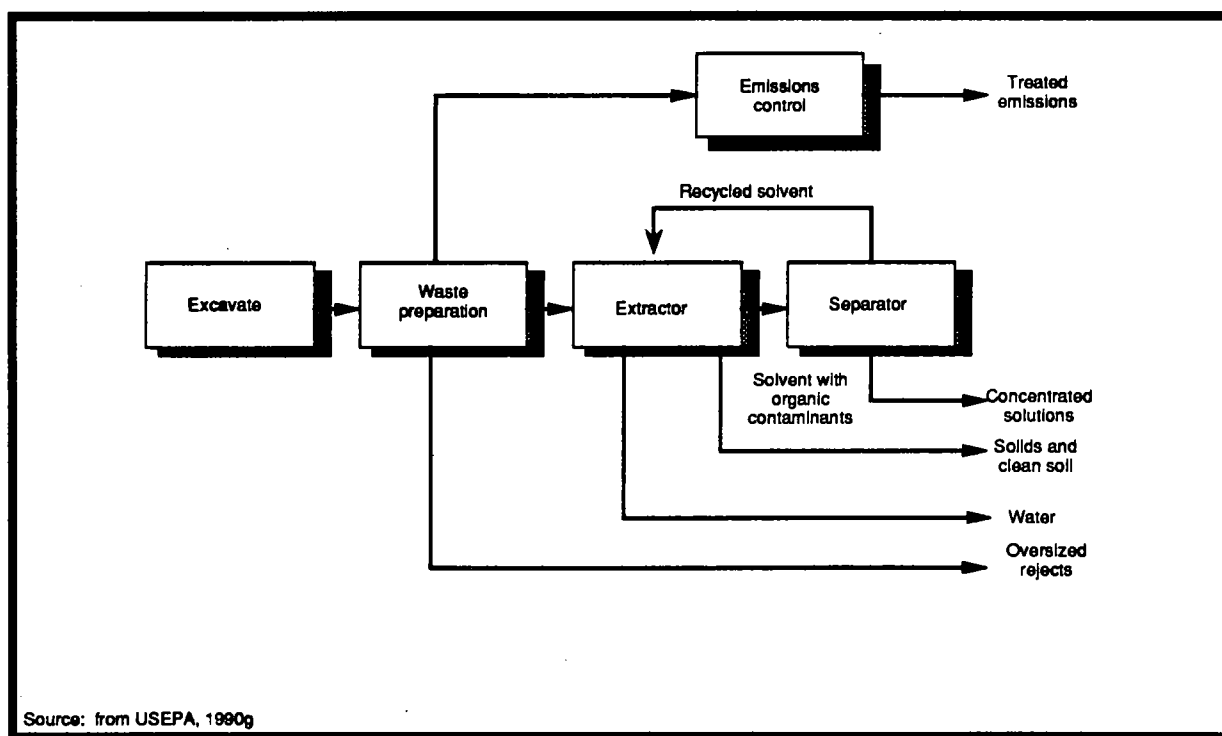 Emissions
control
Treated
emissions
Recycled solvent
Excavate
Waste
preparation
Extractor
Separator
Solvent with
organic
contaminants
Concentrated
solutions
Solids and
clean soil
Water
Oversized
rejects
Source: from USEPA, 1990g